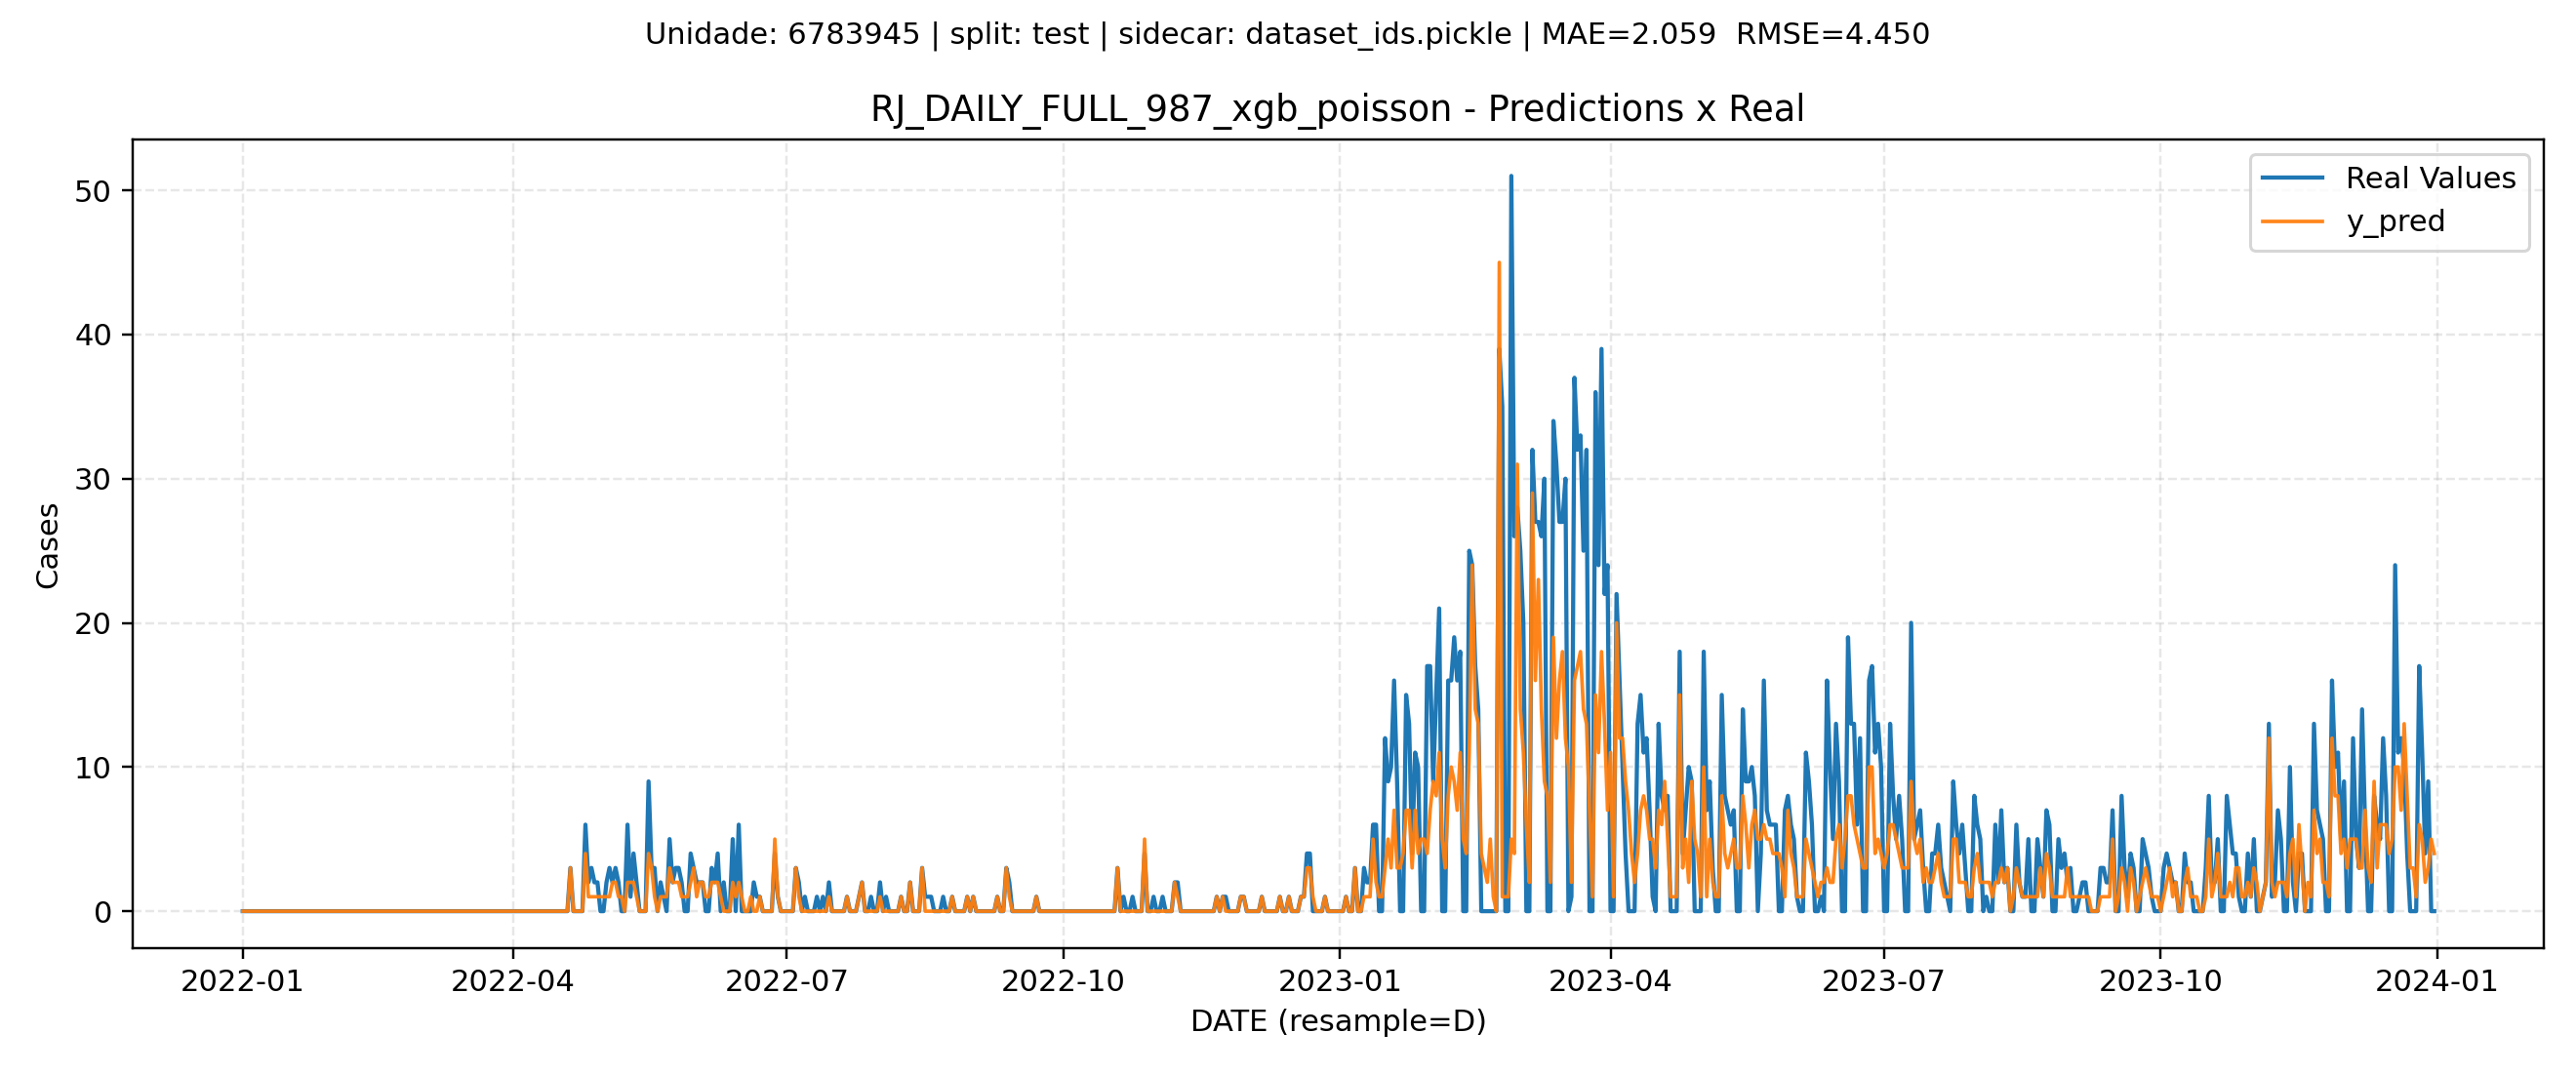 Unidade: 6783945 | split: test | sidecar: dataset_ids.pickle | MAE=2.059  RMSE=4.450
RJ_DAILY_FULL_987_xgb_poisson - Predictions x Real
Real Values
y_pred
Cases
50
40
30
20
10
0
2022-01
2022-04
2022-07
2022-10
2023-01
2023-04
2023-07
2023-10
2024-01
DATE (resample=D)